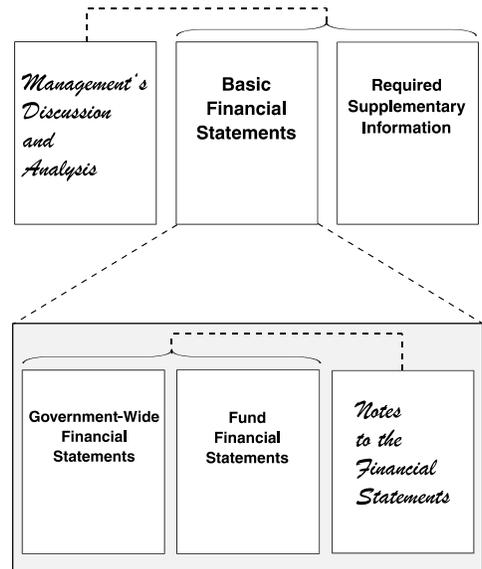 Management's
Discussion
and
Analysis
Basic
Financial
Statements
Required
Supplementary
Information
Government-Wide
Financial
Statements
Fund
Financial
Statements
Notes
to the
Financial
Statements